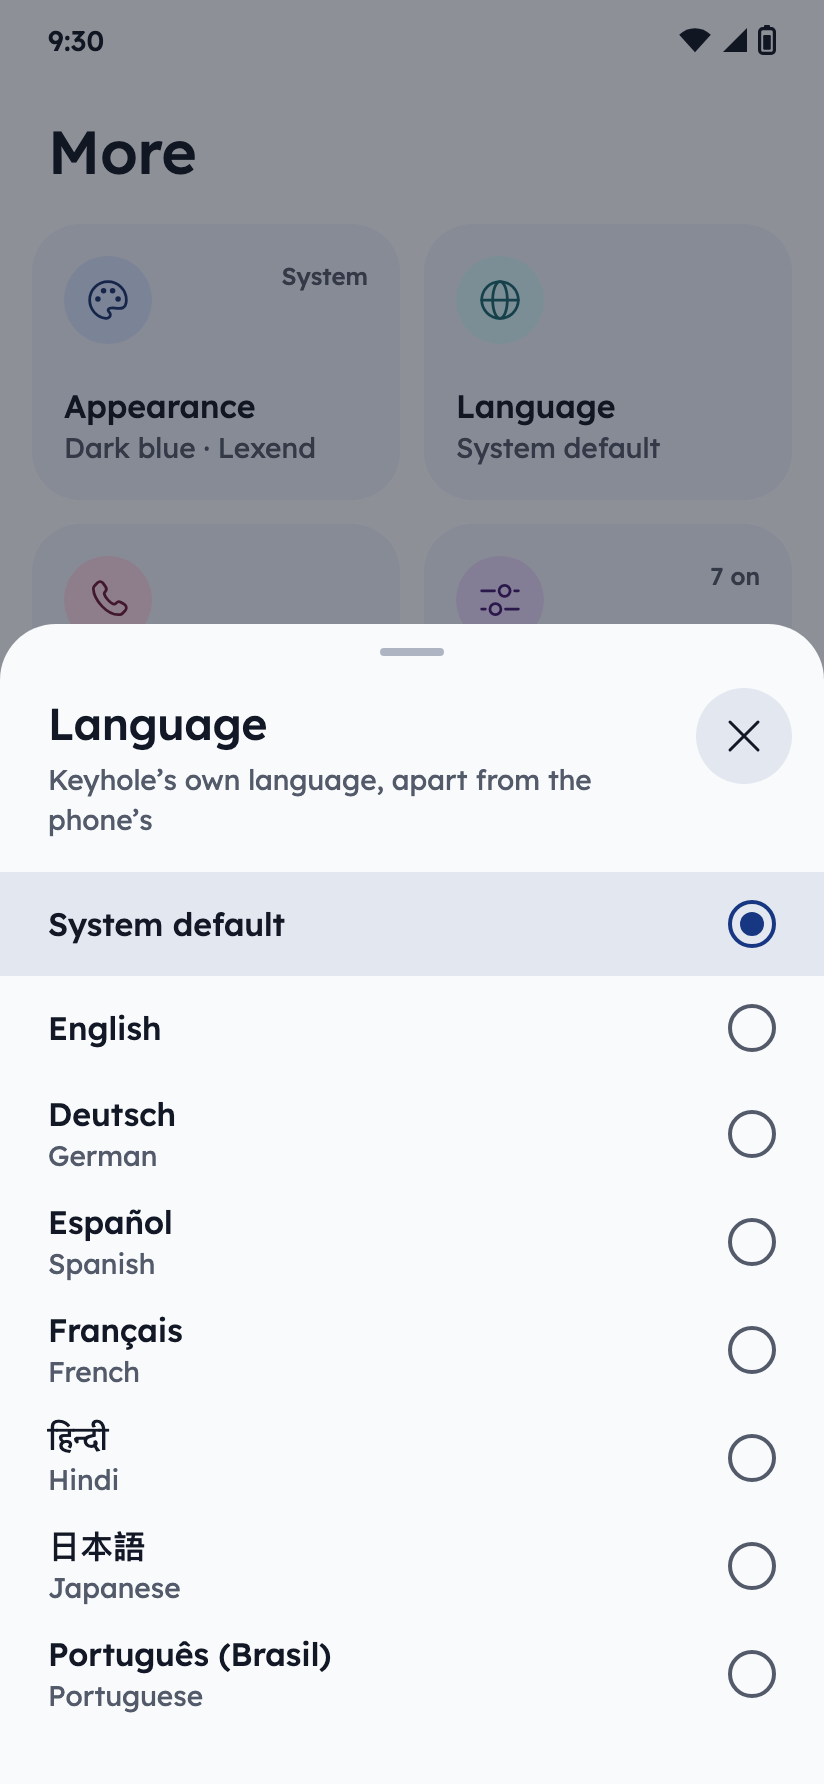 9:30
More
System
Appearance
Dark blue · Lexend
Language
System default
7 on
Language
Keyhole’s own language, apart from the
phone’s
System default
English
Deutsch
German
Español
Spanish
Français
French
हिन्दी
Hindi
日本語
Japanese
Português (Brasil)
Portuguese